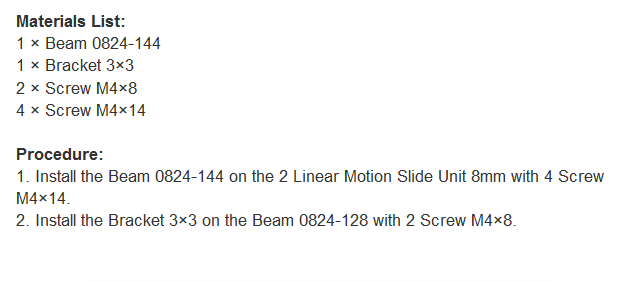 Materials List:
1 × Beam 0824-144
1 × Bracket 3×3
2 × Screw M4×8
4 × Screw M4×14
Procedure:
1. Install the Beam 0824-144 on the 2 Linear Motion Slide Unit 8mm with 4 Screw
M4×14.
2. Install the Bracket 3×3 on the Beam 0824-128 with 2 Screw M4×8.